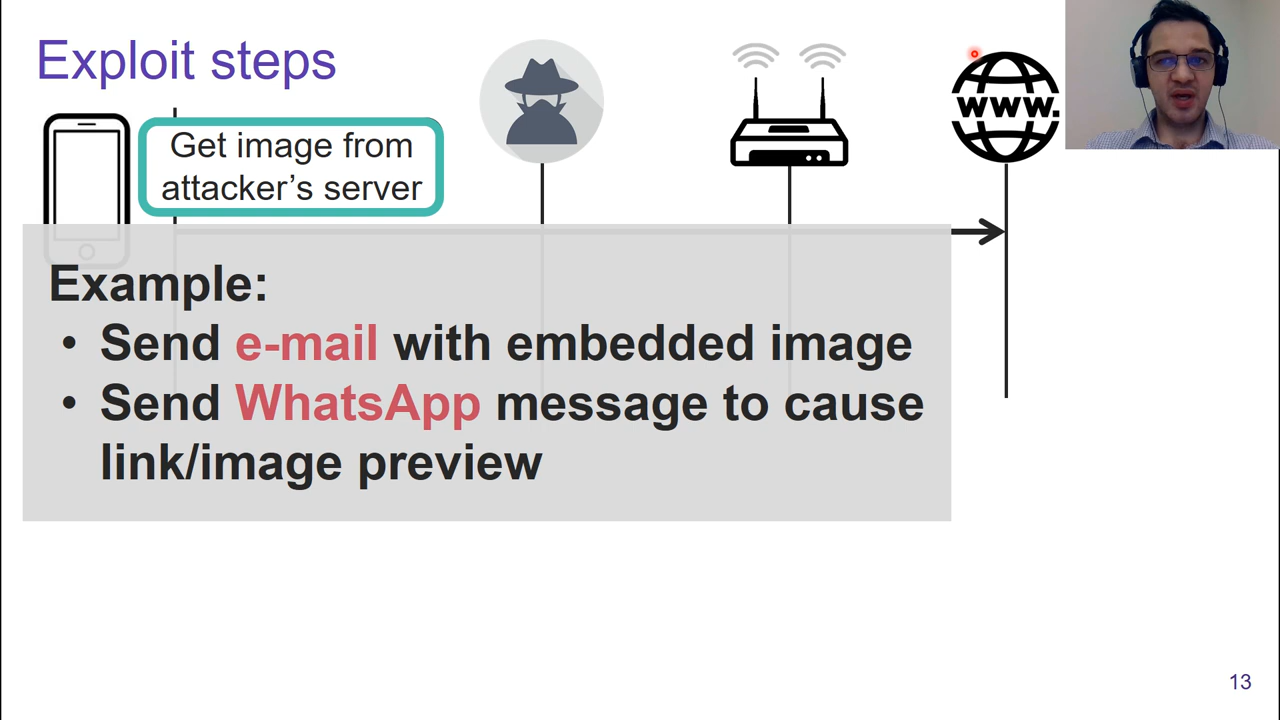 Exploit steps
Get image from
attacker's server
www.
Example:
• Send e-mail with embedded image
• Send WhatsApp message to cause
link/image preview
13